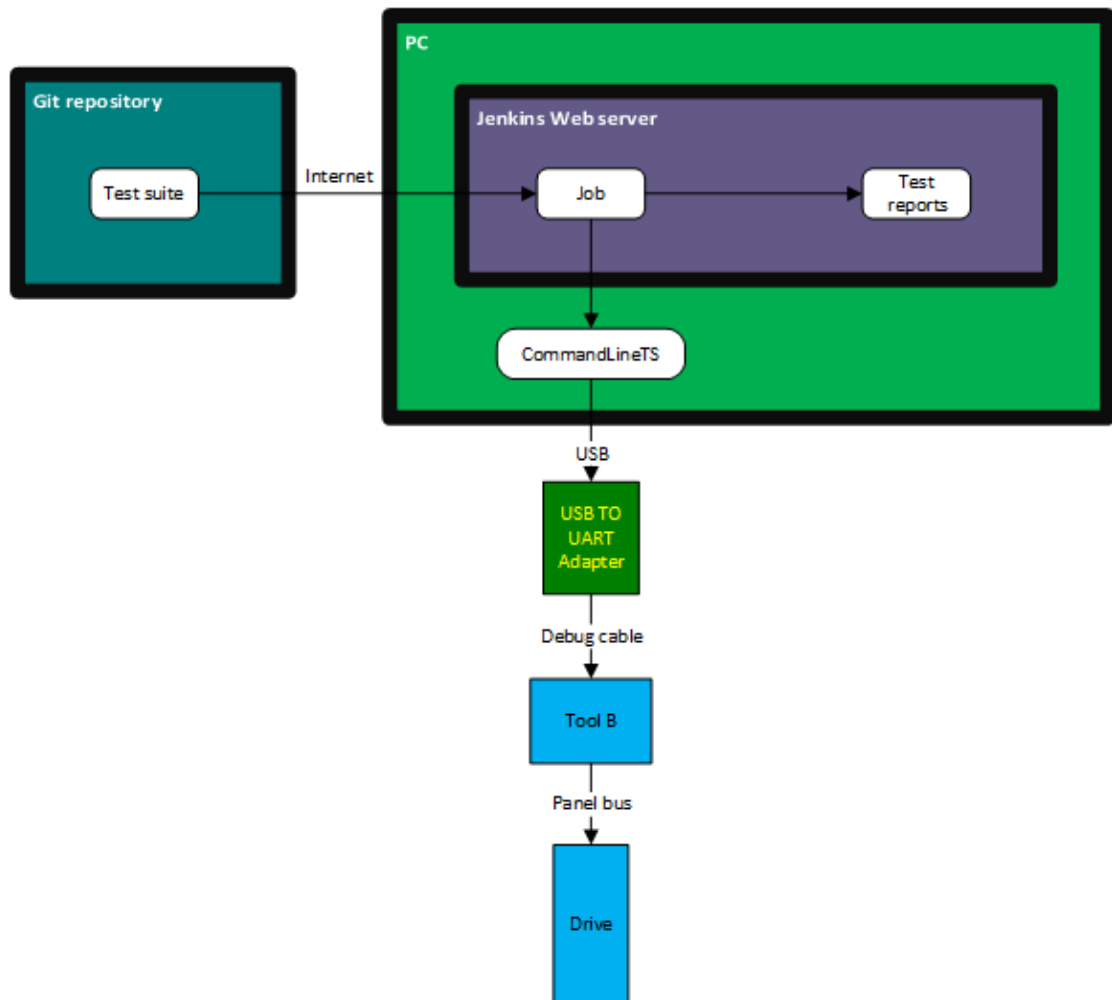 PC
Git repository
Jenkins Web server
Internet
Test suite
Job
Test
reports
CommandLineTS
USB
USB TO
UART
Adapter
Debug cable
Tool B
Panel bus
Drive